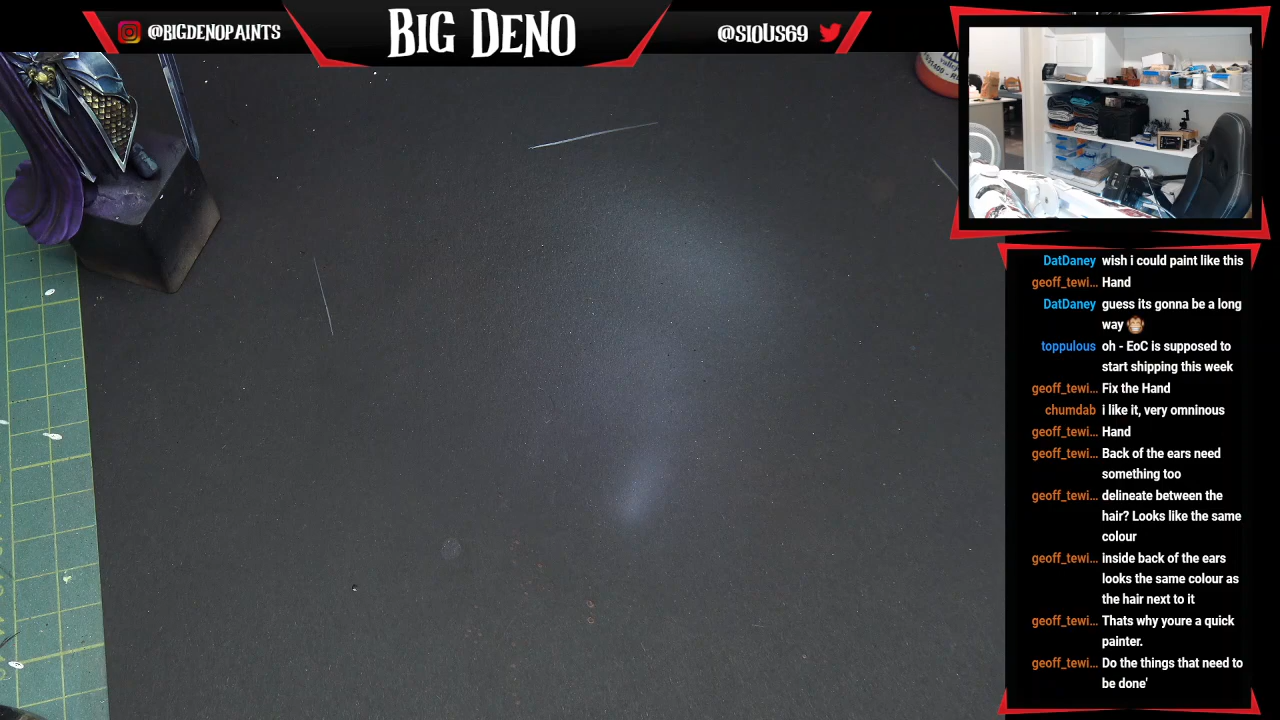 @BIGDENOPAINTS
BIG DENO
@SIOUS69
DatDaney wish i could paint like this
geoff_tewi... Hand
DatDaney guess its gonna be a long
way
toppulous oh - EoC is supposed to
start shipping this week
geoff_tewi... Fix the Hand
chumdab i like it, very omninous
geoff_tewi... Hand
geoff_tewi... Back of the ears need
something too
geoff_tewi... delineate between the
hair? Looks like the same
colour
geoff_tewi... inside back of the ears
looks the same colour as
the hair next to it
geoff_tewi... Thats why youre a quick
painter.
geoff_tewi... Do the things that need to
be done'